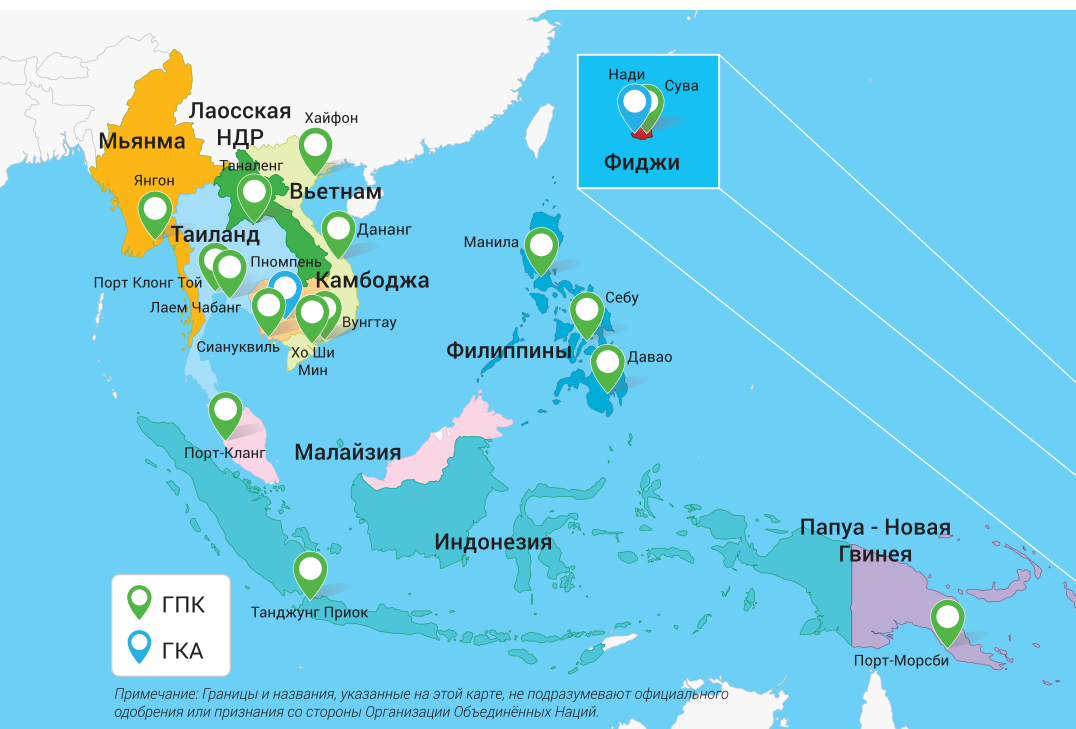 Нади
Сува
Фиджи
Лаосская
НДР
Хайфон
Мьянма
Таналенг
Янгон
Вьетнам
Таиланд
Дананг
Манила
Пномпень
Порт Клонг Той
Камбоджа
Лаем Чабанг
Себу
Вунгтау
Сиануквиль
Хо Ши
Мин
Филиппины
Давао
Порт-Кланг
Малайзия
Индонезия
Папуа - Новая
Гвинея
Танджунг Приок
Порт-Морсби
ГПК
ГКА
Примечание: Границы и названия, указанные на этой карте, не подразумевают официального
одобрения или признания со стороны Организации Объединённых Наций.